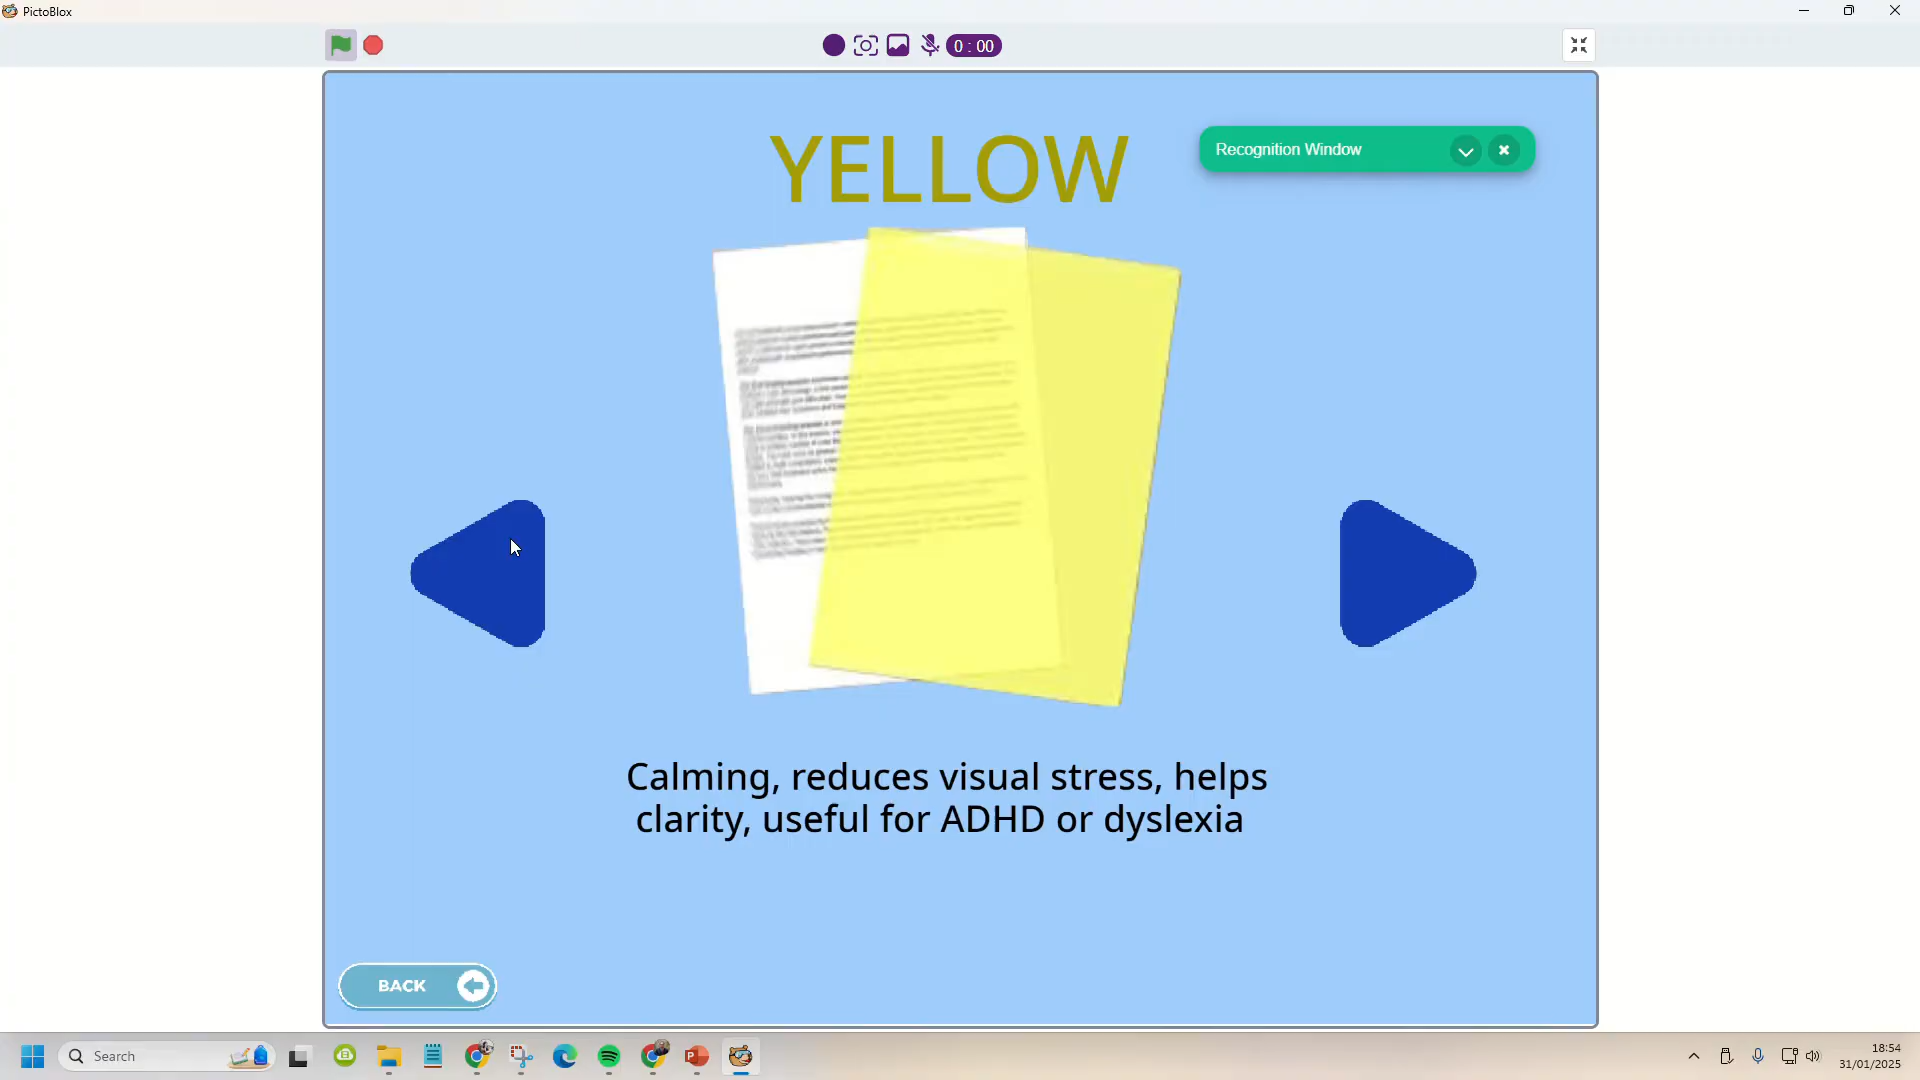 PictoBlox
0 : 00
YELLOW
Recognition Window
Calming, reduces visual stress, helps
clarity, useful for ADHD or dyslexia
BACK
Search
18:54
31/01/2025